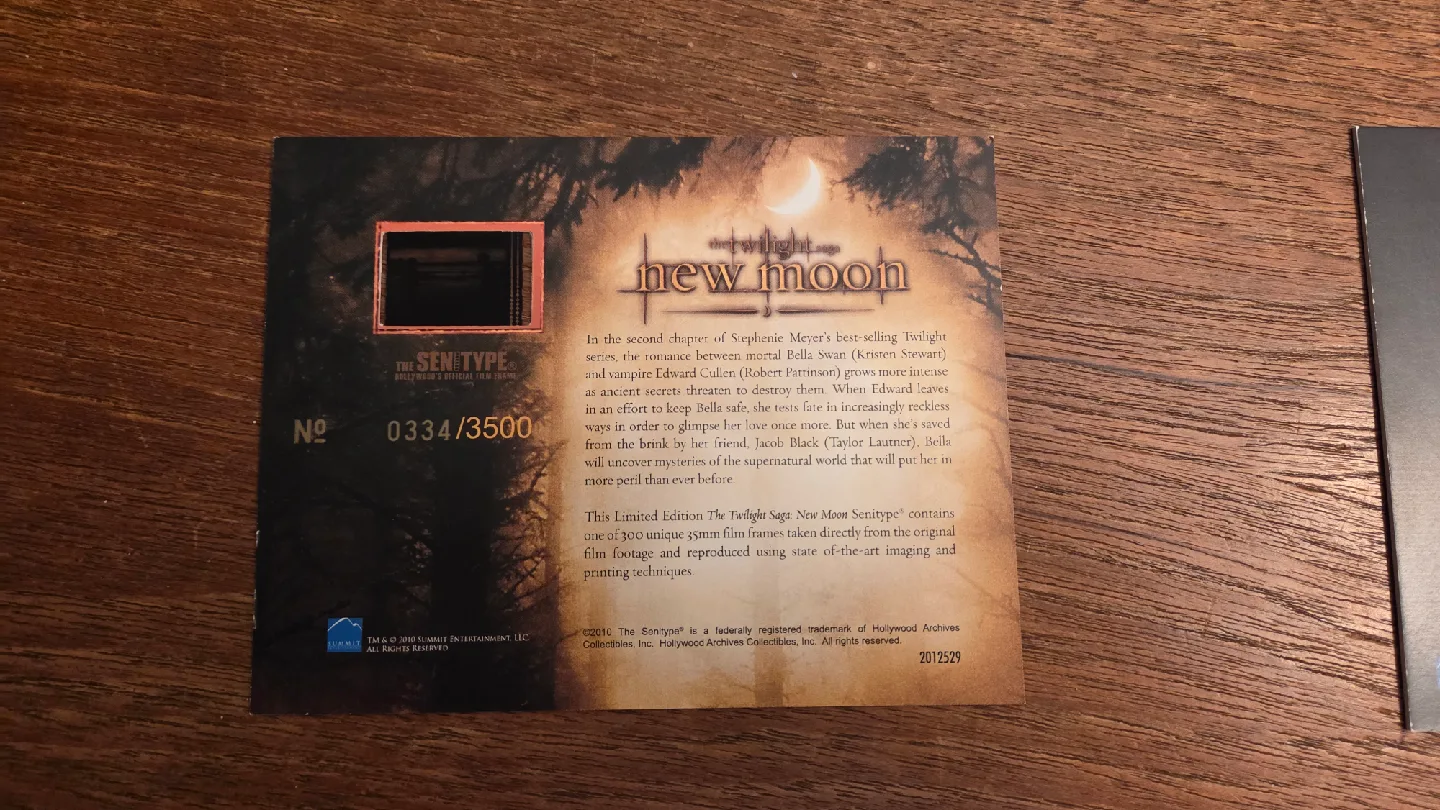 the twilight saga
new moon
In the second chapter of Stephenie Meyer's best-selling Twilight
series, the romance between mortal Bella Swan (Kristen Stewart)
and vampire Edward Cullen (Robert Pattinson) grows more intense
as ancient secrets threaten to destroy them. When Edward leaves
in an effort to keep Bella safe, she tests fate in increasingly reckless
ways in order to glimpse her love once more. But when she's saved
from the brink by her friend, Jacob Black (Taylor Lautner), Bella
will uncover mysteries of the supernatural world that will put her in
more peril than ever before.
This Limited Edition The Twilight Saga: New Moon Senitype® contains
one of 300 unique 35mm film frames taken directly from the original
film footage and reproduced using state of-the-art imaging and
printing techniques.
©2010 The Senitype® is a federally registered trademark of Hollywood Archives
Collectibles, Inc. Hollywood Archives Collectibles, Inc. All rights reserved.
2012529
THE SENITYPE®
HOLLYWOOD'S OFFICIAL FILM FRAME
Nº 0334/3500
SUMMIT
TM & © 2010 SUMMIT ENTERTAINMENT, LLC.
ALL RIGHTS RESERVED